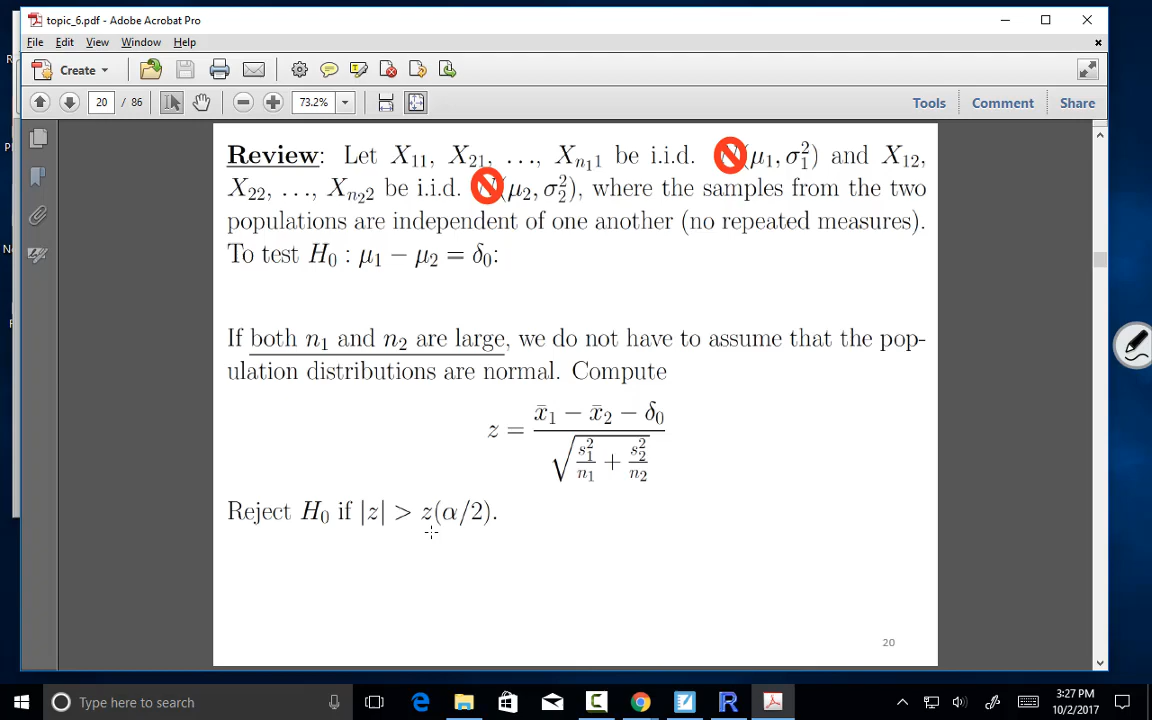 topic_6.pdf - Adobe Acrobat Pro
File Edit View Window Help
Create
20 / 86 73.2% Tools Comment Share
Review: Let X₁₁, X₂₁, …, Xₙ₁1 be i.i.d. (μ₁, σ₁²) and X₁₂,
X₂₂, …, Xₙ₂2 be i.i.d. (μ₂, σ₂²), where the samples from the two
populations are independent of one another (no repeated measures).
To test H₀ : μ₁ − μ₂ = δ₀:
If both n₁ and n₂ are large, we do not have to assume that the pop-
ulation distributions are normal. Compute
z = (x̄₁ − x̄₂ − δ₀) / √(s₁²/n₁ + s₂²/n₂)
Reject H₀ if |z| > z(α/2).
20
Type here to search
3:27 PM
10/2/2017